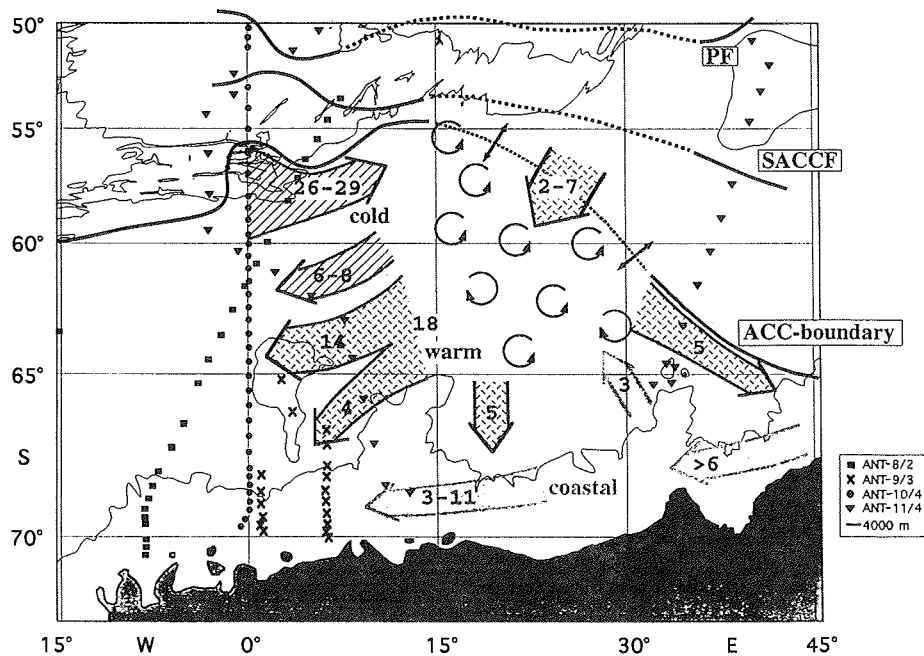 50°
PF
55°
SACCF
26-29
2-7
cold
60°
6-8
18
14
ACC-boundary
warm
5
65°
3
4
5
S
>6
coastal
3-11
70°
ANT-8/2
ANT-9/3
ANT-10/4
ANT-11/4
4000 m
15° W 0° 15° 30° E 45°